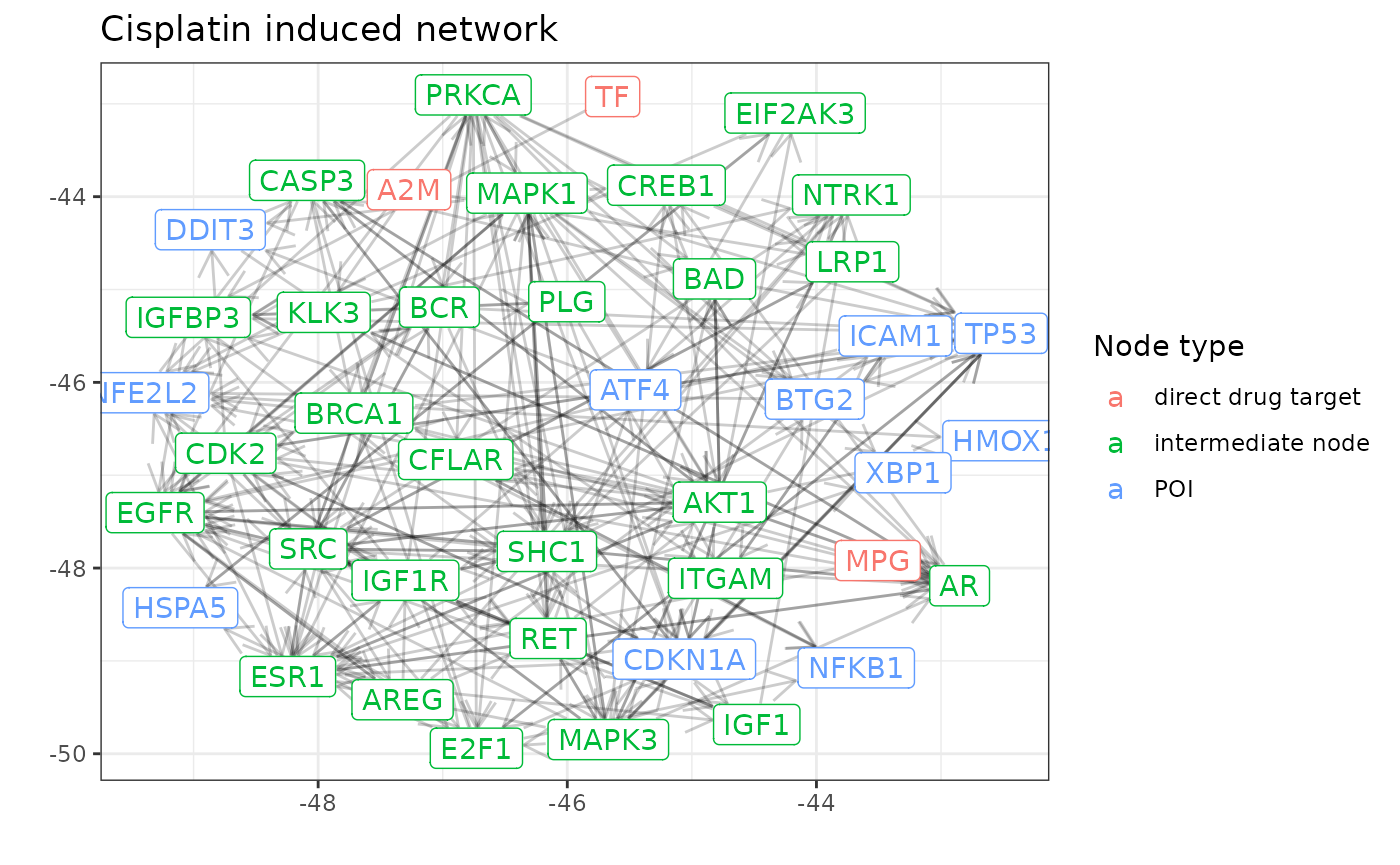 Cisplatin induced network
PRKCA
TF
EIF2AK3
CASP3
A2M
MAPK1
CREB1
NTRK1
-44
DDIT3
LRP1
BAD
IGFBP3
KLK3
BCR
PLG
ICAM1
TP53
-46
NFE2L2
ATF4
BTG2
BRCA1
HMOX1
CDK2
CFLAR
XBP1
EGFR
AKT1
SRC
SHC1
MPG
-48
IGF1R
ITGAM
AR
HSPA5
RET
CDKN1A
NFKB1
ESR1
AREG
IGF1
E2F1
MAPK3
-50
-48
-46
-44
Node type
a direct drug target
a intermediate node
a POI